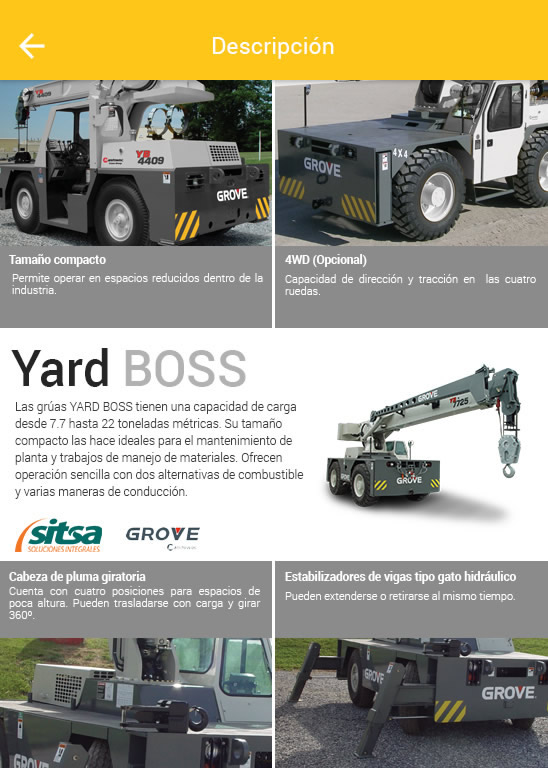 Descripción
YB
4409
GROVE
4 X 4
GROVE
Tamaño compacto
Permite operar en espacios reducidos dentro de la
industria.
4WD (Opcional)
Capacidad de dirección y tracción en las cuatro
ruedas.
Yard BOSS
Las grúas YARD BOSS tienen una capacidad de carga
desde 7.7 hasta 22 toneladas métricas. Su tamaño
compacto las hace ideales para el mantenimiento de
planta y trabajos de manejo de materiales. Ofrecen
operación sencilla con dos alternativas de combustible
y varias maneras de conducción.
GROVE
7725
GROVE
sitsa
SOLUCIONES INTEGRALES
GROVE
Cabeza de pluma giratoria
Cuenta con cuatro posiciones para espacios de
poca altura. Pueden trasladarse con carga y girar
360º.
Estabilizadores de vigas tipo gato hidráulico
Pueden extenderse o retirarse al mismo tiempo.
GROVE